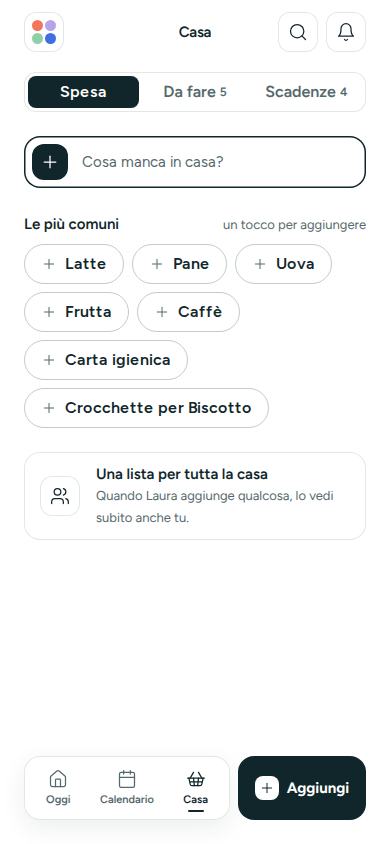 Casa
Spesa
Da fare 5
Scadenze 4
Cosa manca in casa?
Le più comuni
un tocco per aggiungere
Latte
Pane
Uova
Frutta
Caffè
Carta igienica
Crocchette per Biscotto
Una lista per tutta la casa
Quando Laura aggiunge qualcosa, lo vedi
subito anche tu.
Oggi
Calendario
Casa
Aggiungi